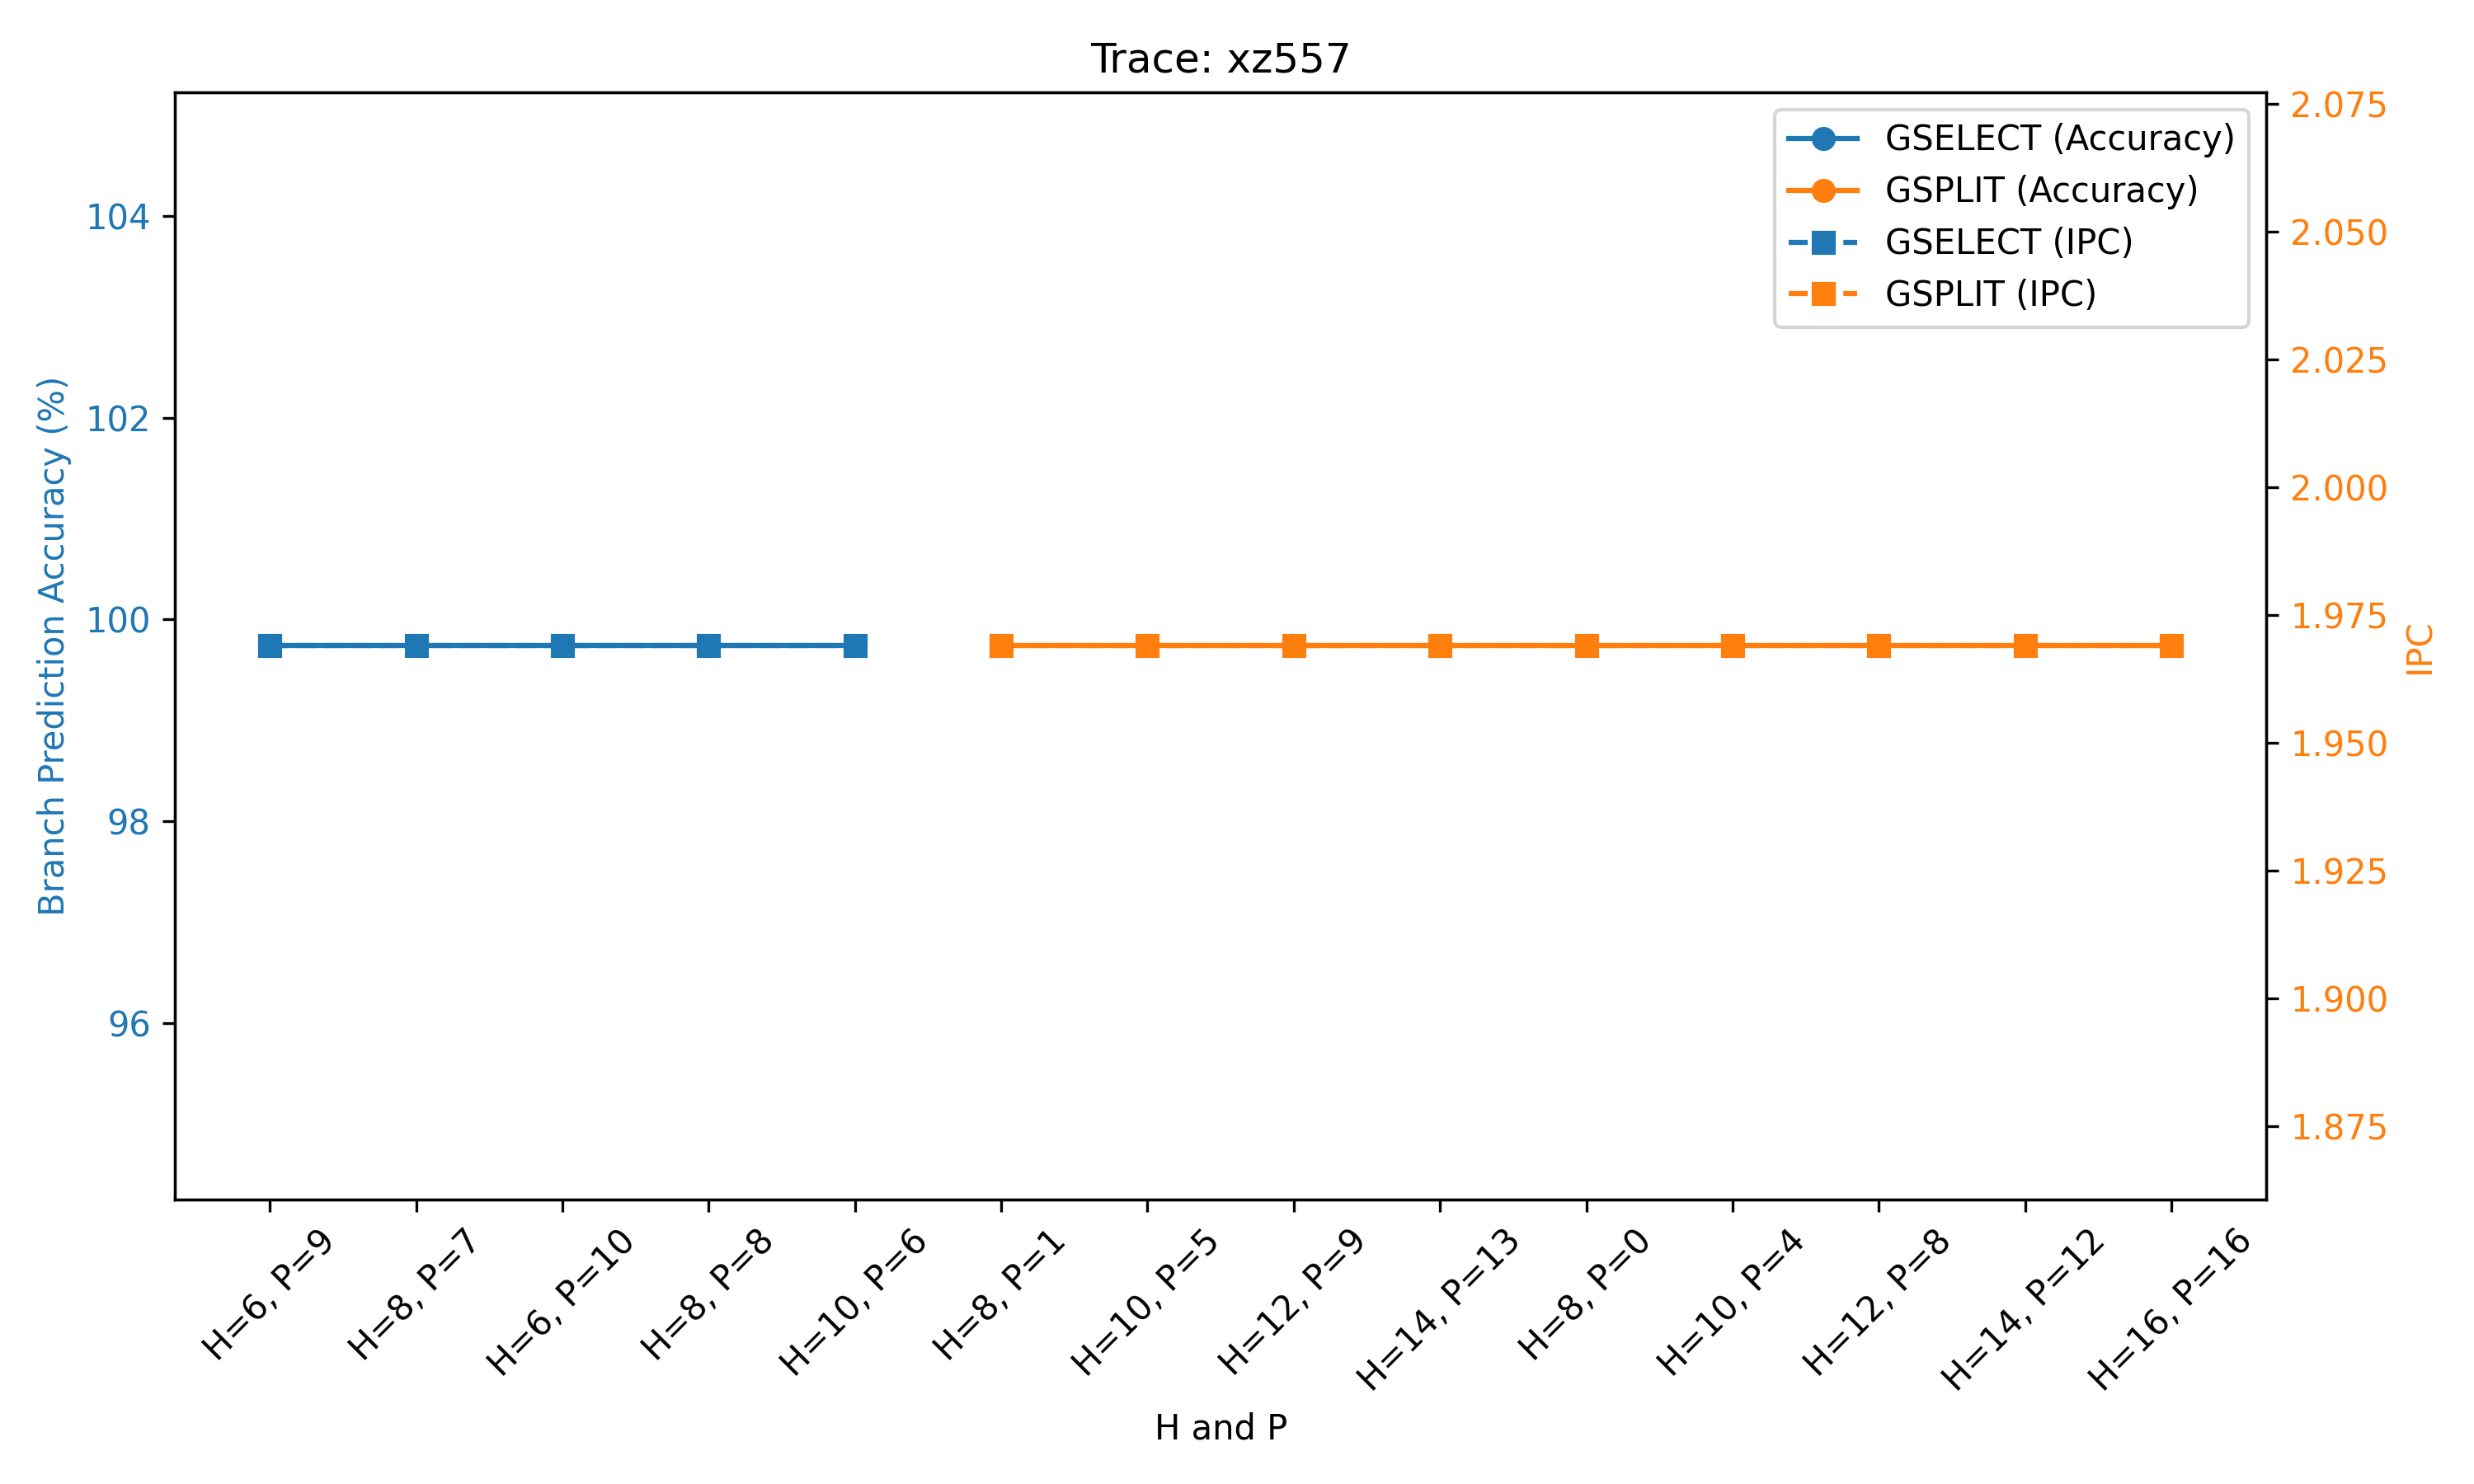 Trace: xz557
GSELECT (Accuracy)
GSPLIT (Accuracy)
GSELECT (IPC)
GSPLIT (IPC)
Branch Prediction Accuracy (%)
104
102
100
98
96
2.075
2.050
2.025
2.000
1.975
1.950
1.925
1.900
1.875
IPC
H=6, P=9
H=8, P=7
H=6, P=10
H=8, P=8
H=10, P=6
H=8, P=1
H=10, P=5
H=12, P=9
H=14, P=13
H=8, P=0
H=10, P=4
H=12, P=8
H=14, P=12
H=16, P=16
H and P